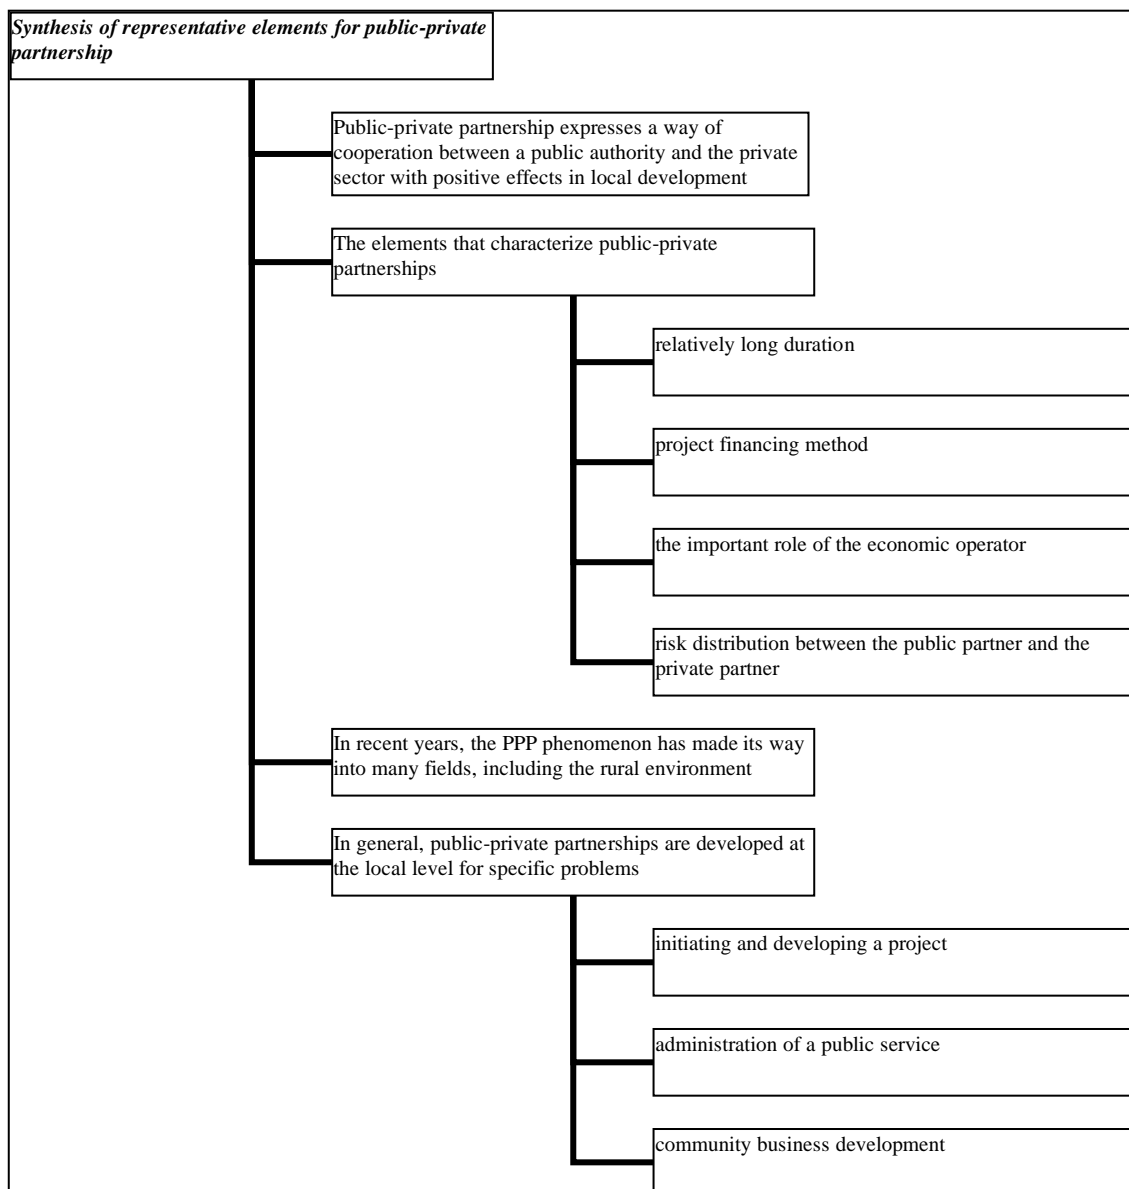 Synthesis of representative elements for public-private
partnership
Public-private partnership expresses a way of
cooperation between a public authority and the private
sector with positive effects in local development
The elements that characterize public-private
partnerships
relatively long duration
project financing method
the important role of the economic operator
risk distribution between the public partner and the
private partner
In recent years, the PPP phenomenon has made its way
into many fields, including the rural environment
In general, public-private partnerships are developed at
the local level for specific problems
initiating and developing a project
administration of a public service
community business development